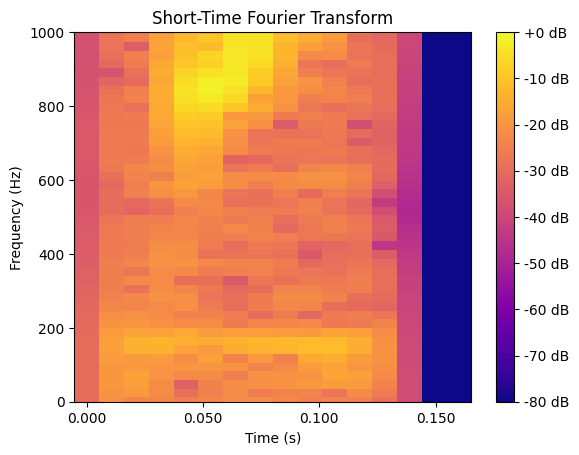 Short-Time Fourier Transform
Frequency (Hz)
1000
800
600
400
200
0
0.000
0.050
0.100
0.150
Time (s)
+0 dB
-10 dB
-20 dB
-30 dB
-40 dB
-50 dB
-60 dB
-70 dB
-80 dB